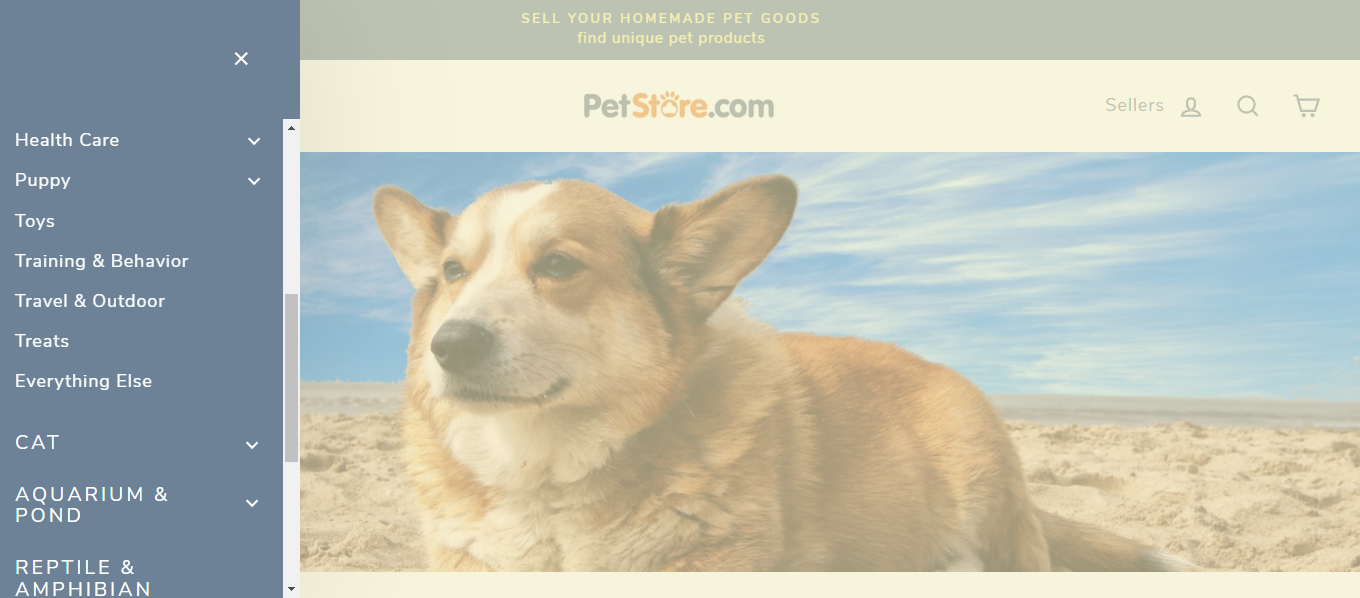 SELL YOUR HOMEMADE PET GOODS
find unique pet products
PetStore.com
Sellers
Health Care
Puppy
Toys
Training & Behavior
Travel & Outdoor
Treats
Everything Else
CAT
AQUARIUM &
POND
REPTILE &
AMPHIBIAN